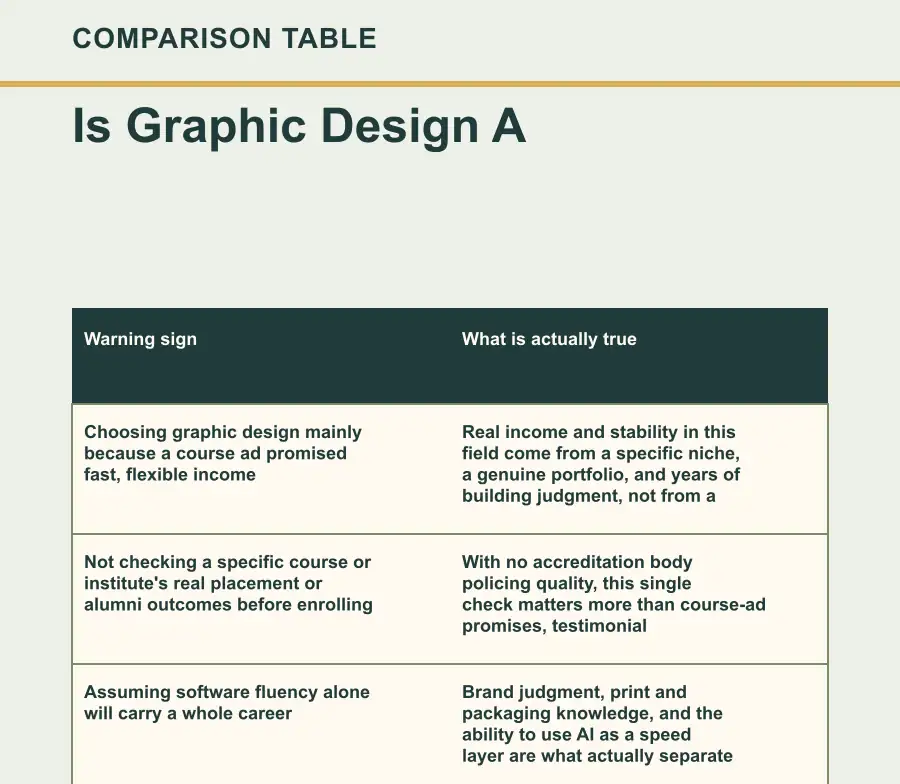 COMPARISON TABLE
Is Graphic Design A
Warning sign
What is actually true
Choosing graphic design mainly
because a course ad promised
fast, flexible income
Real income and stability in this
field come from a specific niche,
a genuine portfolio, and years of
building judgment, not from a
Not checking a specific course or
institute's real placement or
alumni outcomes before enrolling
With no accreditation body
policing quality, this single
check matters more than course-ad
promises, testimonial
Assuming software fluency alone
will carry a whole career
Brand judgment, print and
packaging knowledge, and the
ability to use AI as a speed
layer are what actually separate